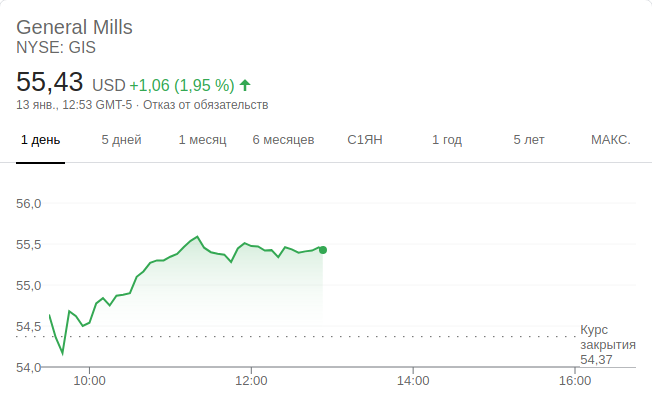 General Mills
NYSE: GIS
55,43 USD +1,06 (1,95 %)
13 янв., 12:53 GMT-5 · Отказ от обязательств
1 день 5 дней 1 месяц 6 месяцев С1ЯН 1 год 5 лет МАКС.
56,0
55,5
55,0
54,5
Курс
закрытия
54,37
54,0
10:00 12:00 14:00 16:00